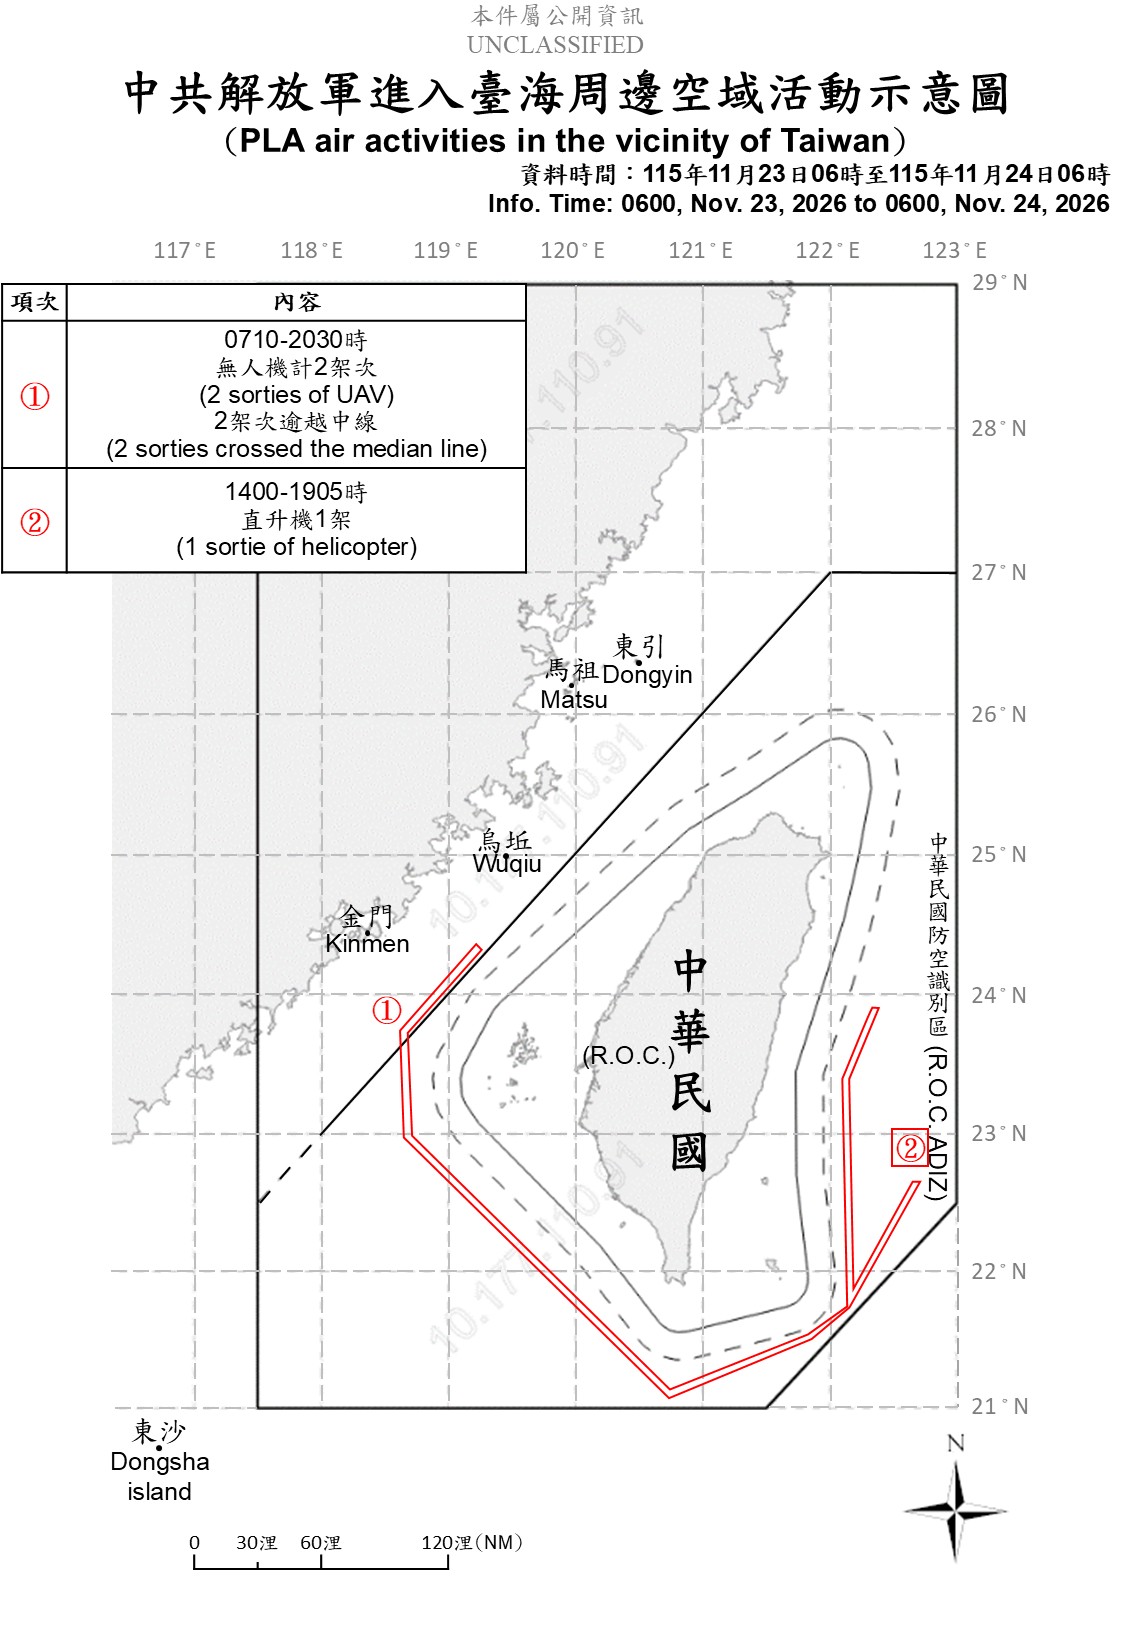 本件屬公開資訊
UNCLASSIFIED
中共解放軍進入臺海周邊空域活動示意圖
(PLA air activities in the vicinity of Taiwan)
資料時間：115年11月23日06時至115年11月24日06時
Info. Time: 0600, Nov. 23, 2026 to 0600, Nov. 24, 2026
117°E 118°E 119°E 120°E 121°E 122°E 123°E
29°N
項次 內容
① 0710-2030時
無人機計2架次
(2 sorties of UAV)
2架次逾越中線
(2 sorties crossed the median line)
28°N
② 1400-1905時
直升機1架
(1 sortie of helicopter)
27°N
東引
Dongyin
馬祖
Matsu
26°N
烏坵
Wuqiu
25°N
金門
Kinmen
24°N
①
中華民國
(R.O.C.)
中華民國防空識別區 (R.O.C. ADIZ)
23°N
②
22°N
21°N
東沙
Dongsha
island
N
0 30浬 60浬 120浬(NM)
10.177.110.91
10.177.110.91